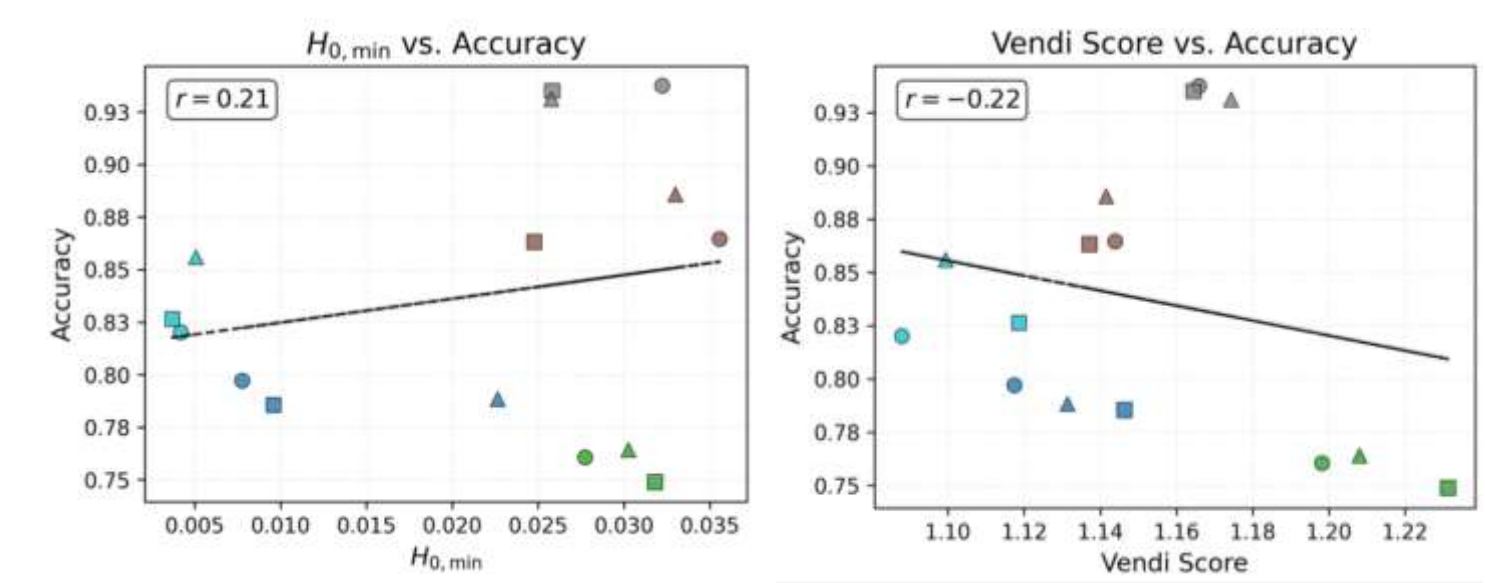 H0, min vs. Accuracy
r = 0.21
0.93
0.90
0.88
0.85
0.83
0.80
0.78
0.75
Accuracy
0.005 0.010 0.015 0.020 0.025 0.030 0.035
H0, min
Vendi Score vs. Accuracy
r = −0.22
0.93
0.90
0.88
0.85
0.83
0.80
0.78
0.75
Accuracy
1.10 1.12 1.14 1.16 1.18 1.20 1.22
Vendi Score